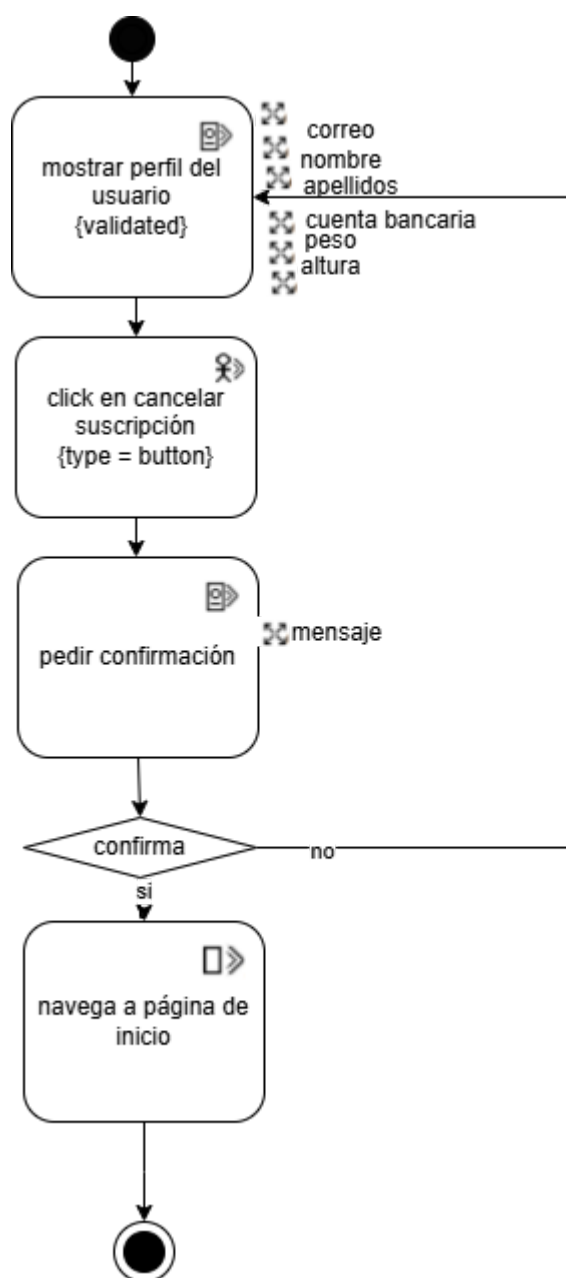 mostrar perfil del
usuario
{validated}
correo
nombre
apellidos
cuenta bancaria
peso
altura
click en cancelar
suscripción
{type = button}
pedir confirmación
mensaje
confirma
no
si
navega a página de
inicio